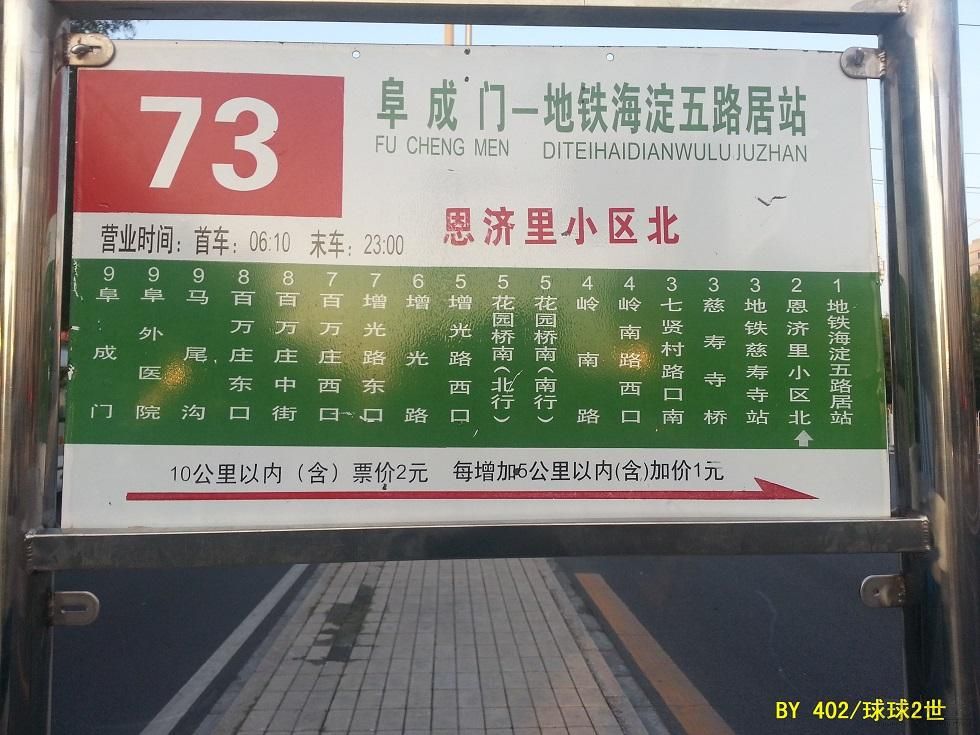 73
阜成门—地铁海淀五路居站
FU CHENG MEN DITEIHAIDIANWULUJUZHAN
恩济里小区北
营业时间：首车：06:10 末车：23:00
9 阜成门
9 阜外医院
9 马尾沟
8 百万庄东口
8 百万庄中街
7 百万庄西口
7 增光路东口
6 增光路
5 增光路西口
5 花园桥南（北行）
5 花园桥南（南行）
4 岭南路
4 岭南路西口
3 七贤村路口南
3 慈寿寺桥
3 地铁慈寿寺站
2 恩济里小区北
1 地铁海淀五路居站
10公里以内（含）票价2元 每增加5公里以内(含)加价1元
BY 402/球球2世